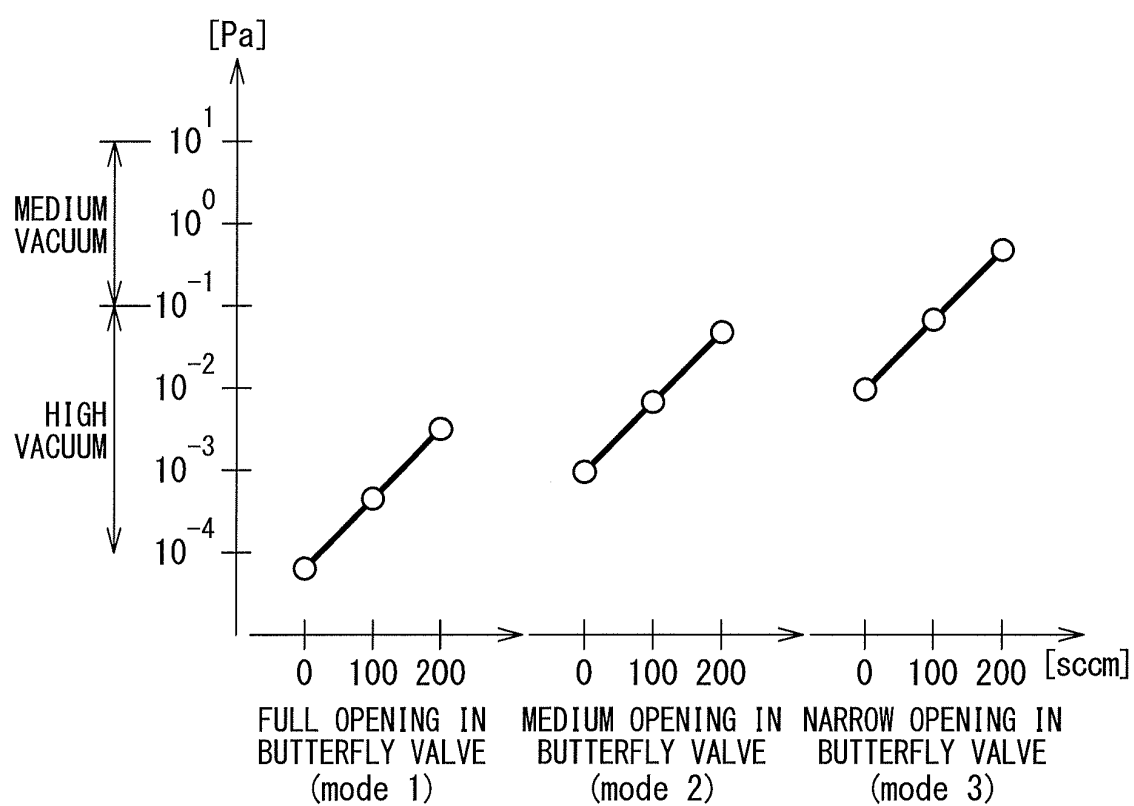 [Pa]
10^1
10^0
10^-1
10^-2
10^-3
10^-4
MEDIUM
VACUUM
HIGH
VACUUM
0 100 200 0 100 200 0 100 200 [sccm]
FULL OPENING IN
BUTTERFLY VALVE
(mode 1)
MEDIUM OPENING IN
BUTTERFLY VALVE
(mode 2)
NARROW OPENING IN
BUTTERFLY VALVE
(mode 3)